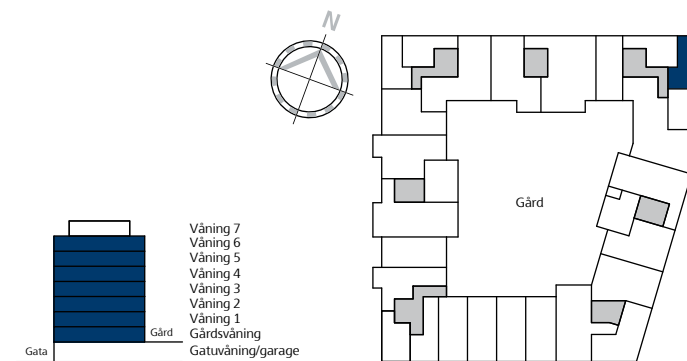 N
Gård
Våning 7
Våning 6
Våning 5
Våning 4
Våning 3
Våning 2
Våning 1
Gård Gårdsvåning
Gata Gatuvåning/garage